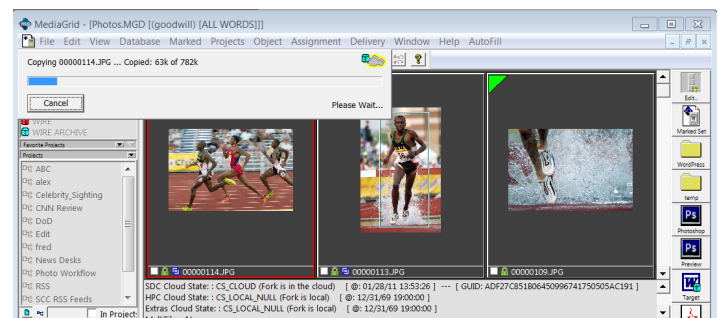 MediaGrid - [Photos.MGD [(goodwill) [ALL WORDS]]]
File Edit View Database Marked Projects Object Assignment Delivery Window Help AutoFill
Copying 00000114.JPG ... Copied: 63k of 782k
Cancel
Please Wait...
WIRE
WIRE ARCHIVE
Favorite Projects
Projects
ABC
alex
Celebrity_Sighting
CNN Review
DoD
Edit
fred
News Desks
Photo Workflow
RSS
SCC RSS Feeds
In Project:
00000114.JPG
00000113.JPG
00000109.JPG
SDC Cloud State: : CS_CLOUD (Fork is in the cloud) [ @: 01/28/11 13:53:26 ] --- [ GUID: ADF27C851B06450996741750505AC191 ]
HPC Cloud State: : CS_LOCAL_NULL (Fork is local) [ @: 12/31/69 19:00:00 ]
Extras Cloud State: : CS_LOCAL_NULL (Fork is local) [ @: 12/31/69 19:00:00 ]
Edit..
Marked Set
WordPress
temp
Ps
Photoshop
Ps
Preview
Target